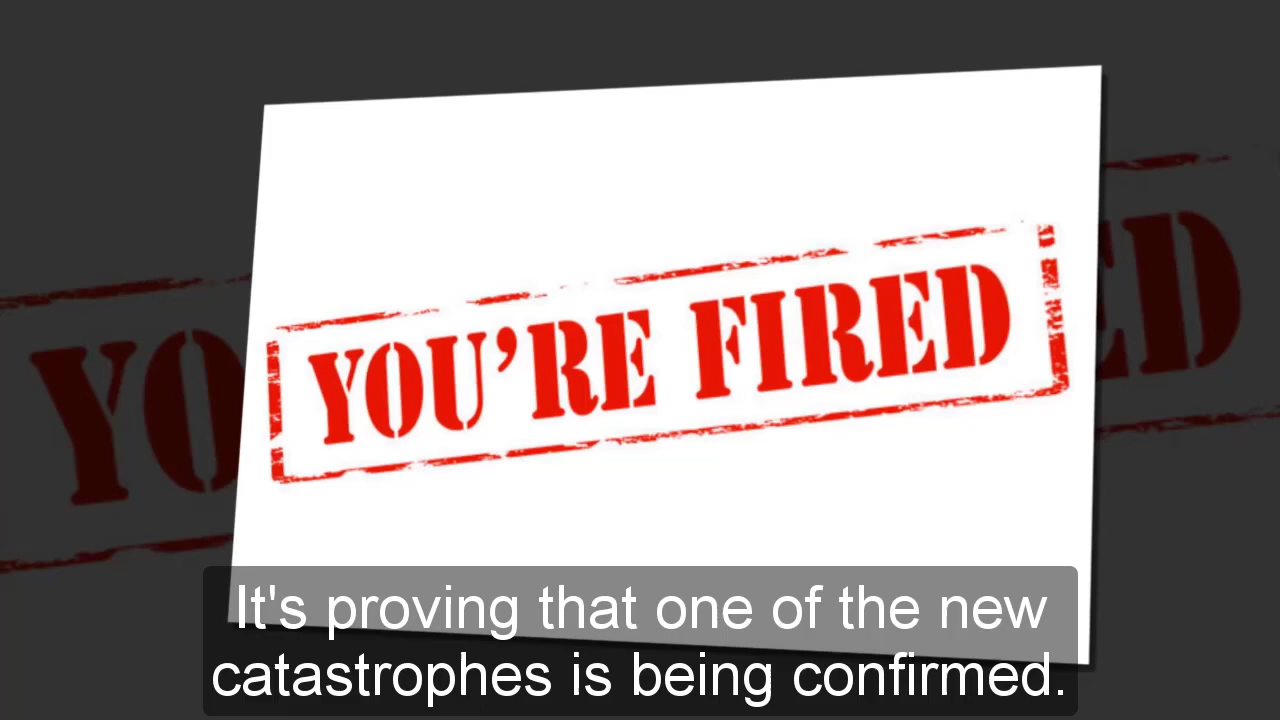 YOU'RE FIRED
It's proving that one of the new
catastrophes is being confirmed.